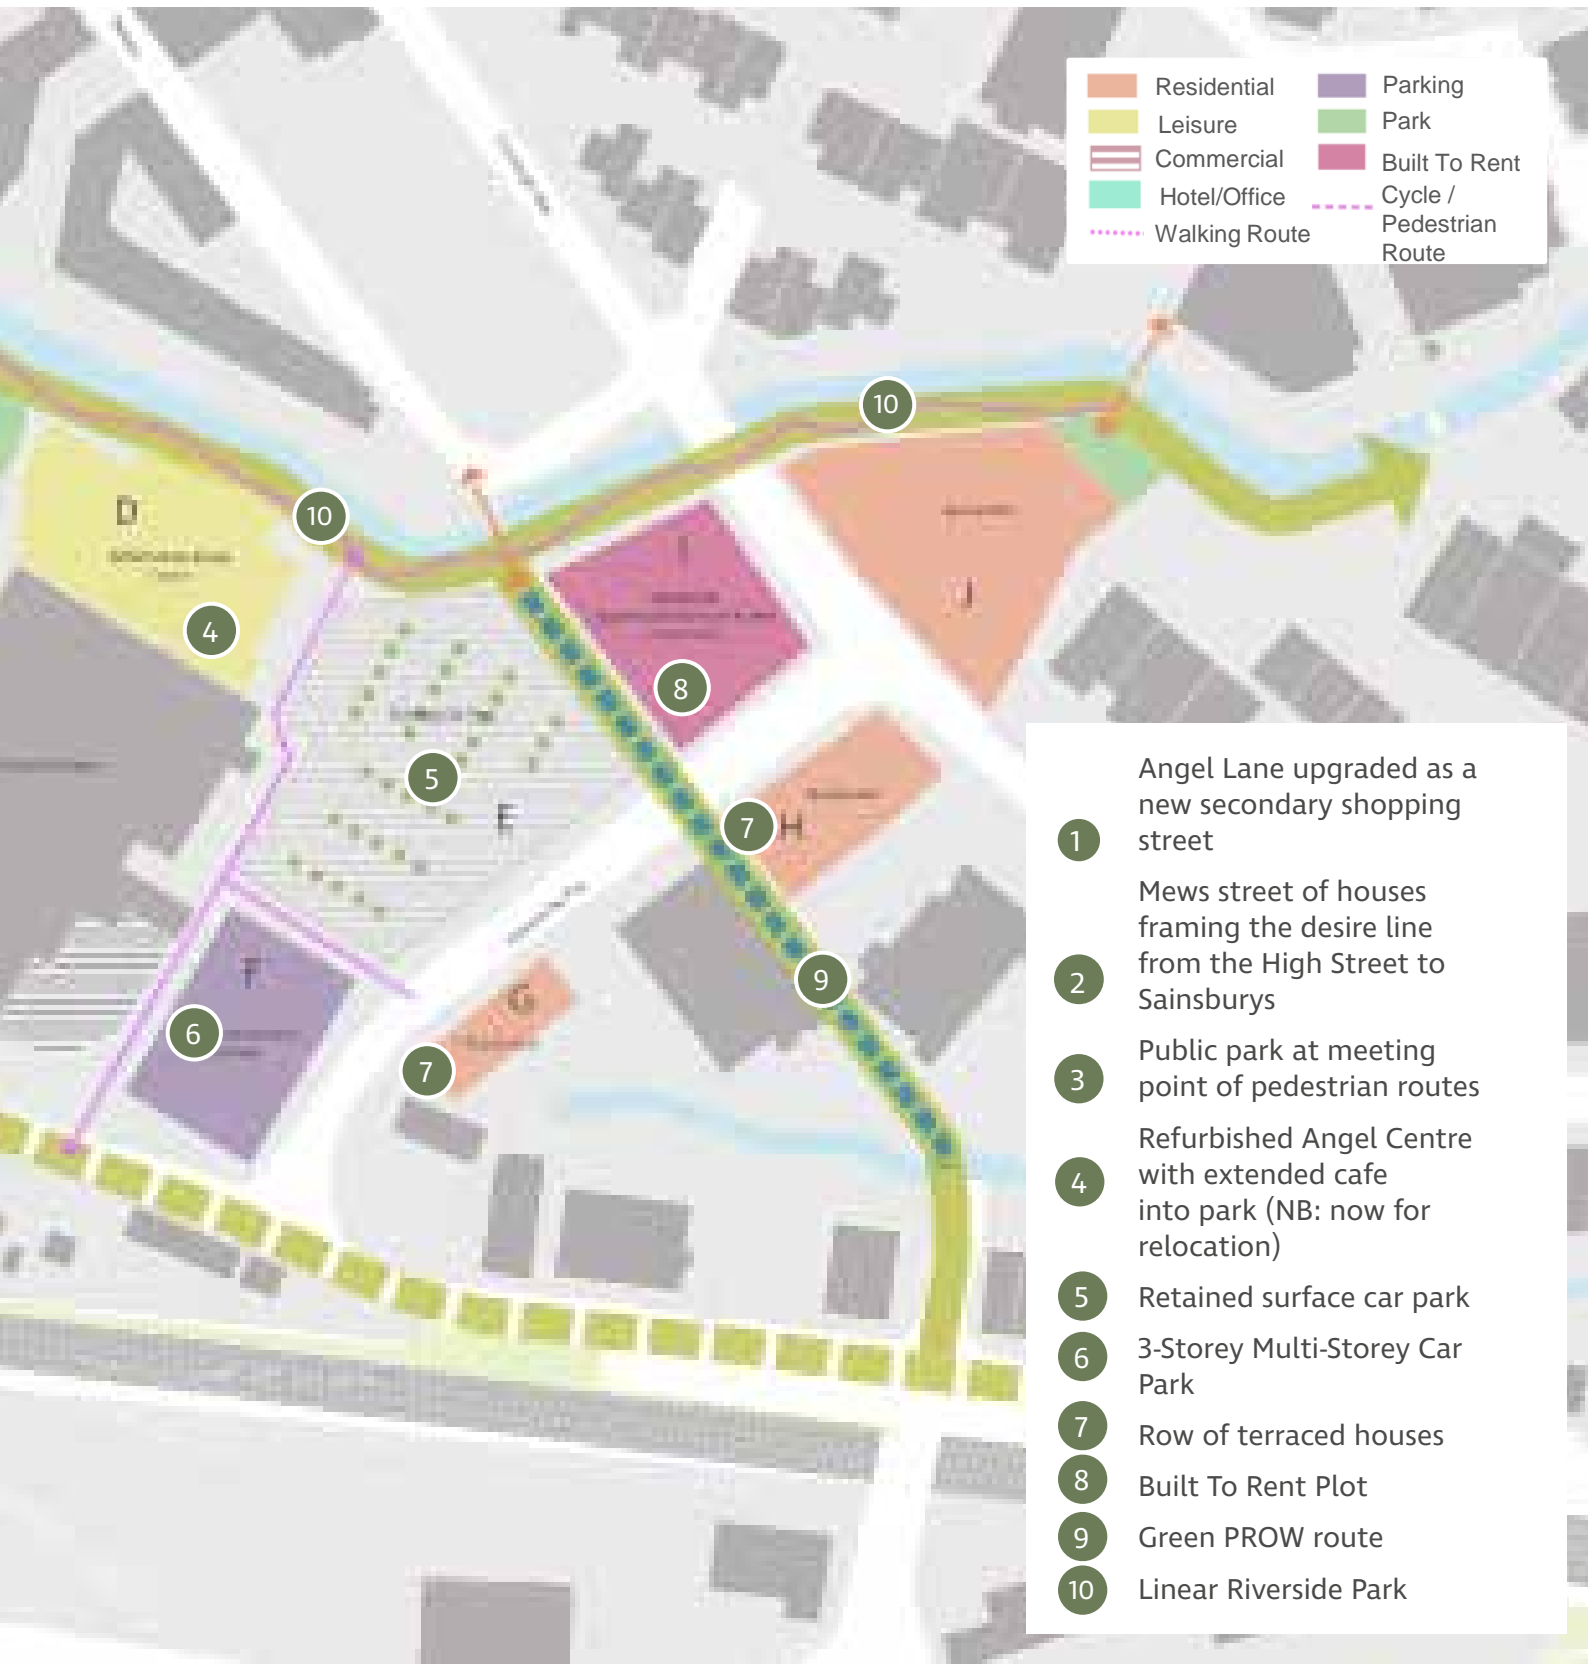 Residential
Leisure
Commercial
Hotel/Office
Walking Route
Parking
Park
Built To Rent
Cycle /
Pedestrian
Route
10
10
D
4
8
J
5
E
7
H
9
F
6
G
7
1
Angel Lane upgraded as a
new secondary shopping
street
2
Mews street of houses
framing the desire line
from the High Street to
Sainsburys
3
Public park at meeting
point of pedestrian routes
4
Refurbished Angel Centre
with extended cafe
into park (NB: now for
relocation)
5
Retained surface car park
6
3-Storey Multi-Storey Car
Park
7
Row of terraced houses
8
Built To Rent Plot
9
Green PROW route
10
Linear Riverside Park